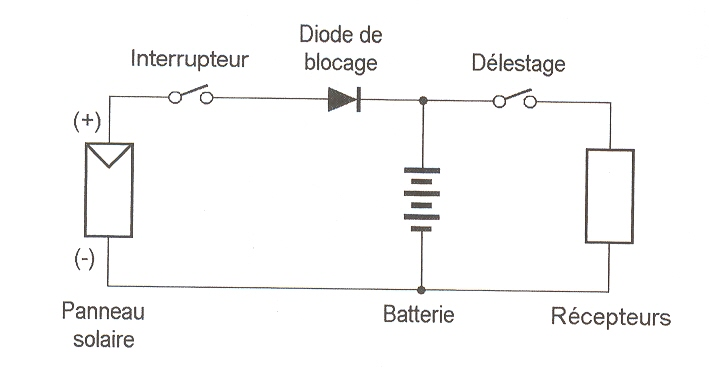 Diode de
blocage
Interrupteur
Délestage
(+)
(-)
Panneau
solaire
Batterie
Récepteurs